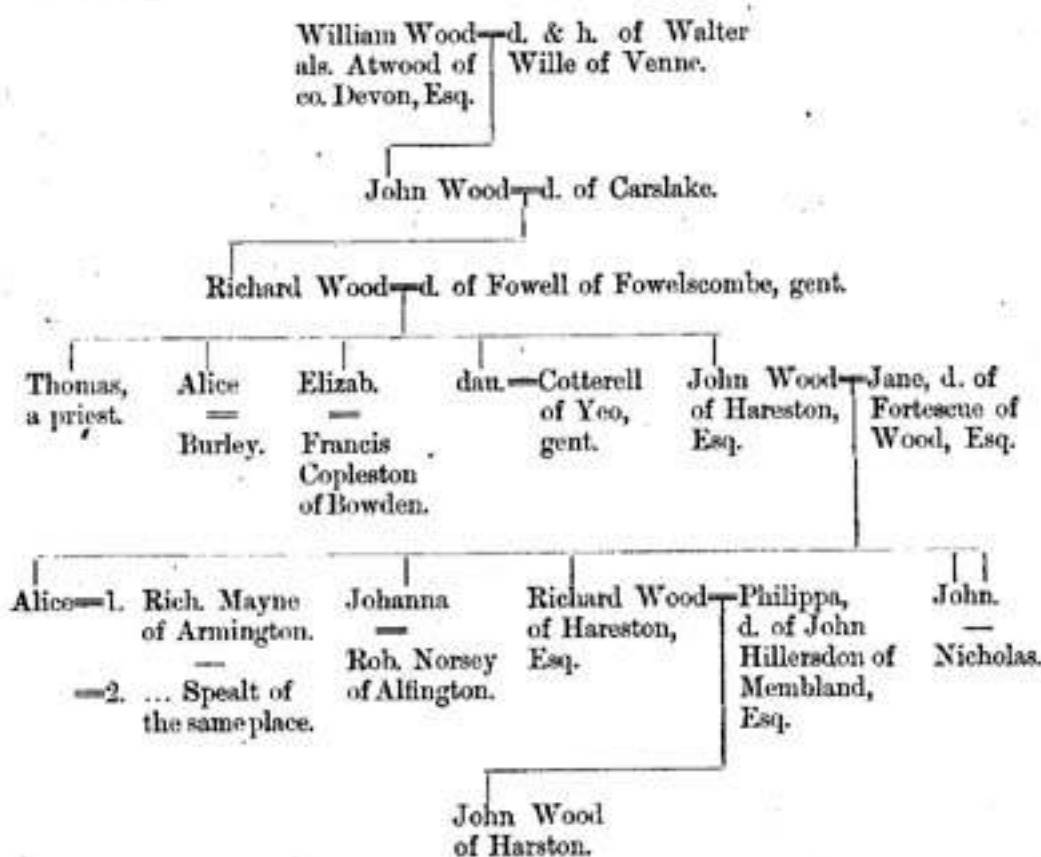 William Wood=d. & h. of Walter
als. Atwood of Wille of Venne.
co. Devon, Esq.
John Wood=d. of Carslake.
Richard Wood=d. of Fowell of Fowelscombe, gent.
Thomas,
a priest.
Alice
=
Burley.
Elizab.
=
Francis
Copleston
of Bowden.
dau.=Cotterell
of Yeo,
gent.
John Wood=Jane, d. of
of Hareston, Fortescue of
Esq. Wood, Esq.
Alice=1. Rich. Mayne
of Armington.
—
=2. ... Spealt of
the same place.
Johanna
=
Rob. Norsey
of Alfington.
Richard Wood=Philippa,
of Hareston, d. of John
Esq. Hillersdon of
Membland,
Esq.
John.
—
Nicholas.
John Wood
of Harston.